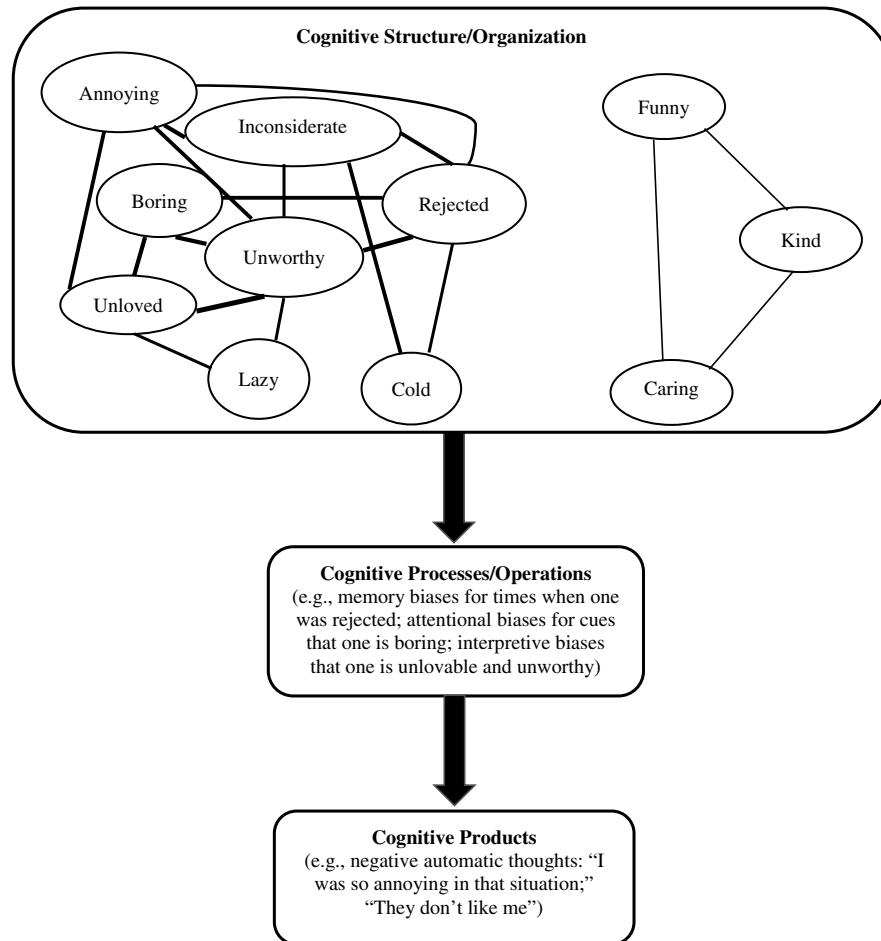 Cognitive Structure/Organization
Annoying
Inconsiderate
Boring
Rejected
Unworthy
Unloved
Lazy
Cold
Funny
Kind
Caring
Cognitive Processes/Operations
(e.g., memory biases for times when one
was rejected; attentional biases for cues
that one is boring; interpretive biases
that one is unlovable and unworthy)
Cognitive Products
(e.g., negative automatic thoughts: “I
was so annoying in that situation;”
“They don’t like me”)